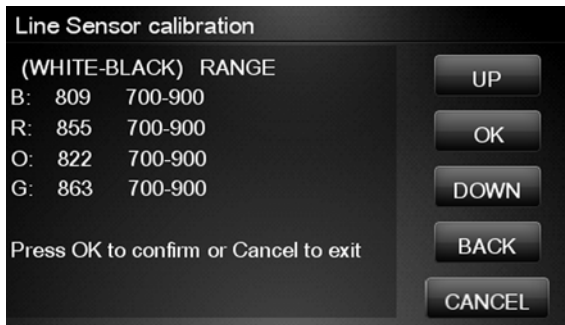 Line Sensor calibration
(WHITE-BLACK) RANGE
B: 809 700-900
R: 855 700-900
O: 822 700-900
G: 863 700-900
Press OK to confirm or Cancel to exit
UP
OK
DOWN
BACK
CANCEL